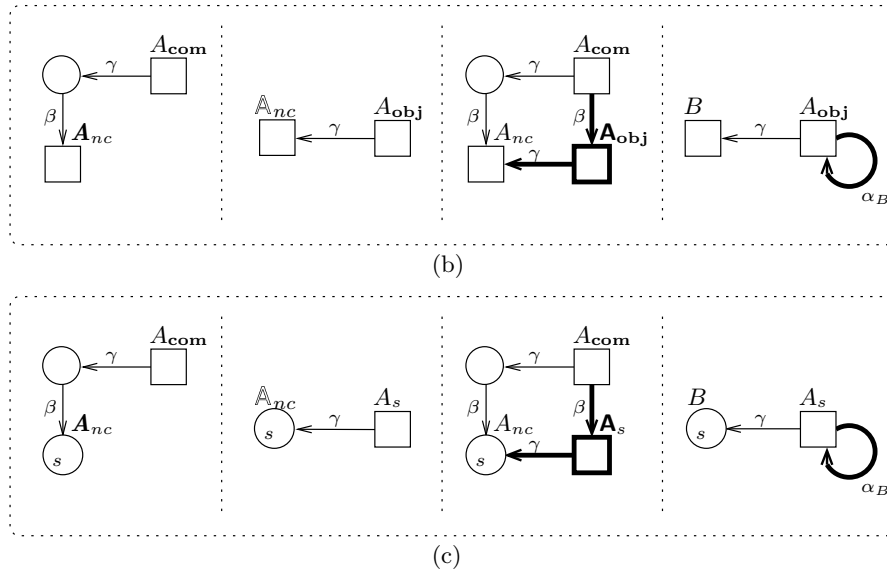 A_com A_com
γ γ
𝔸_nc A_obj B A_obj
β A_nc β A_nc β A_obj
γ γ γ
α_B
(b)
A_com A_com
γ γ
𝔸_nc A_s B A_s
β A_nc β A_nc β A_s
s s γ s γ s γ
α_B
(c)